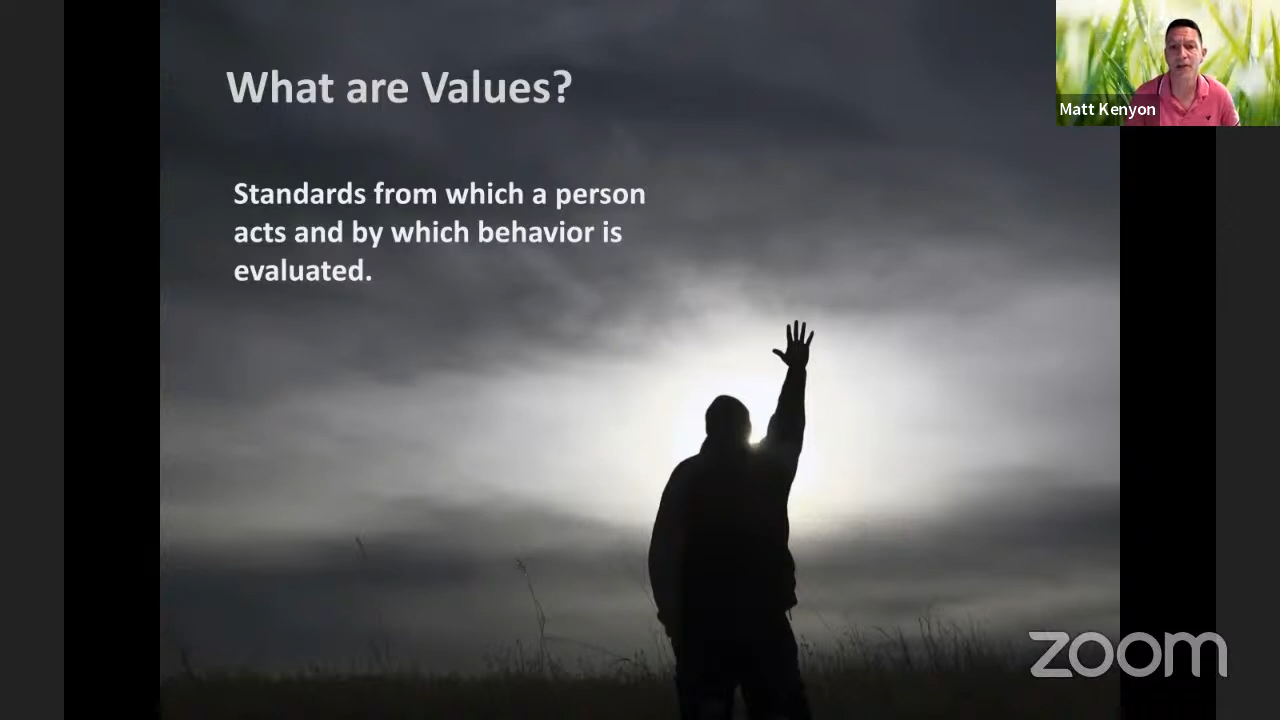 What are Values?
Standards from which a person
acts and by which behavior is
evaluated.
Matt Kenyon
zoom